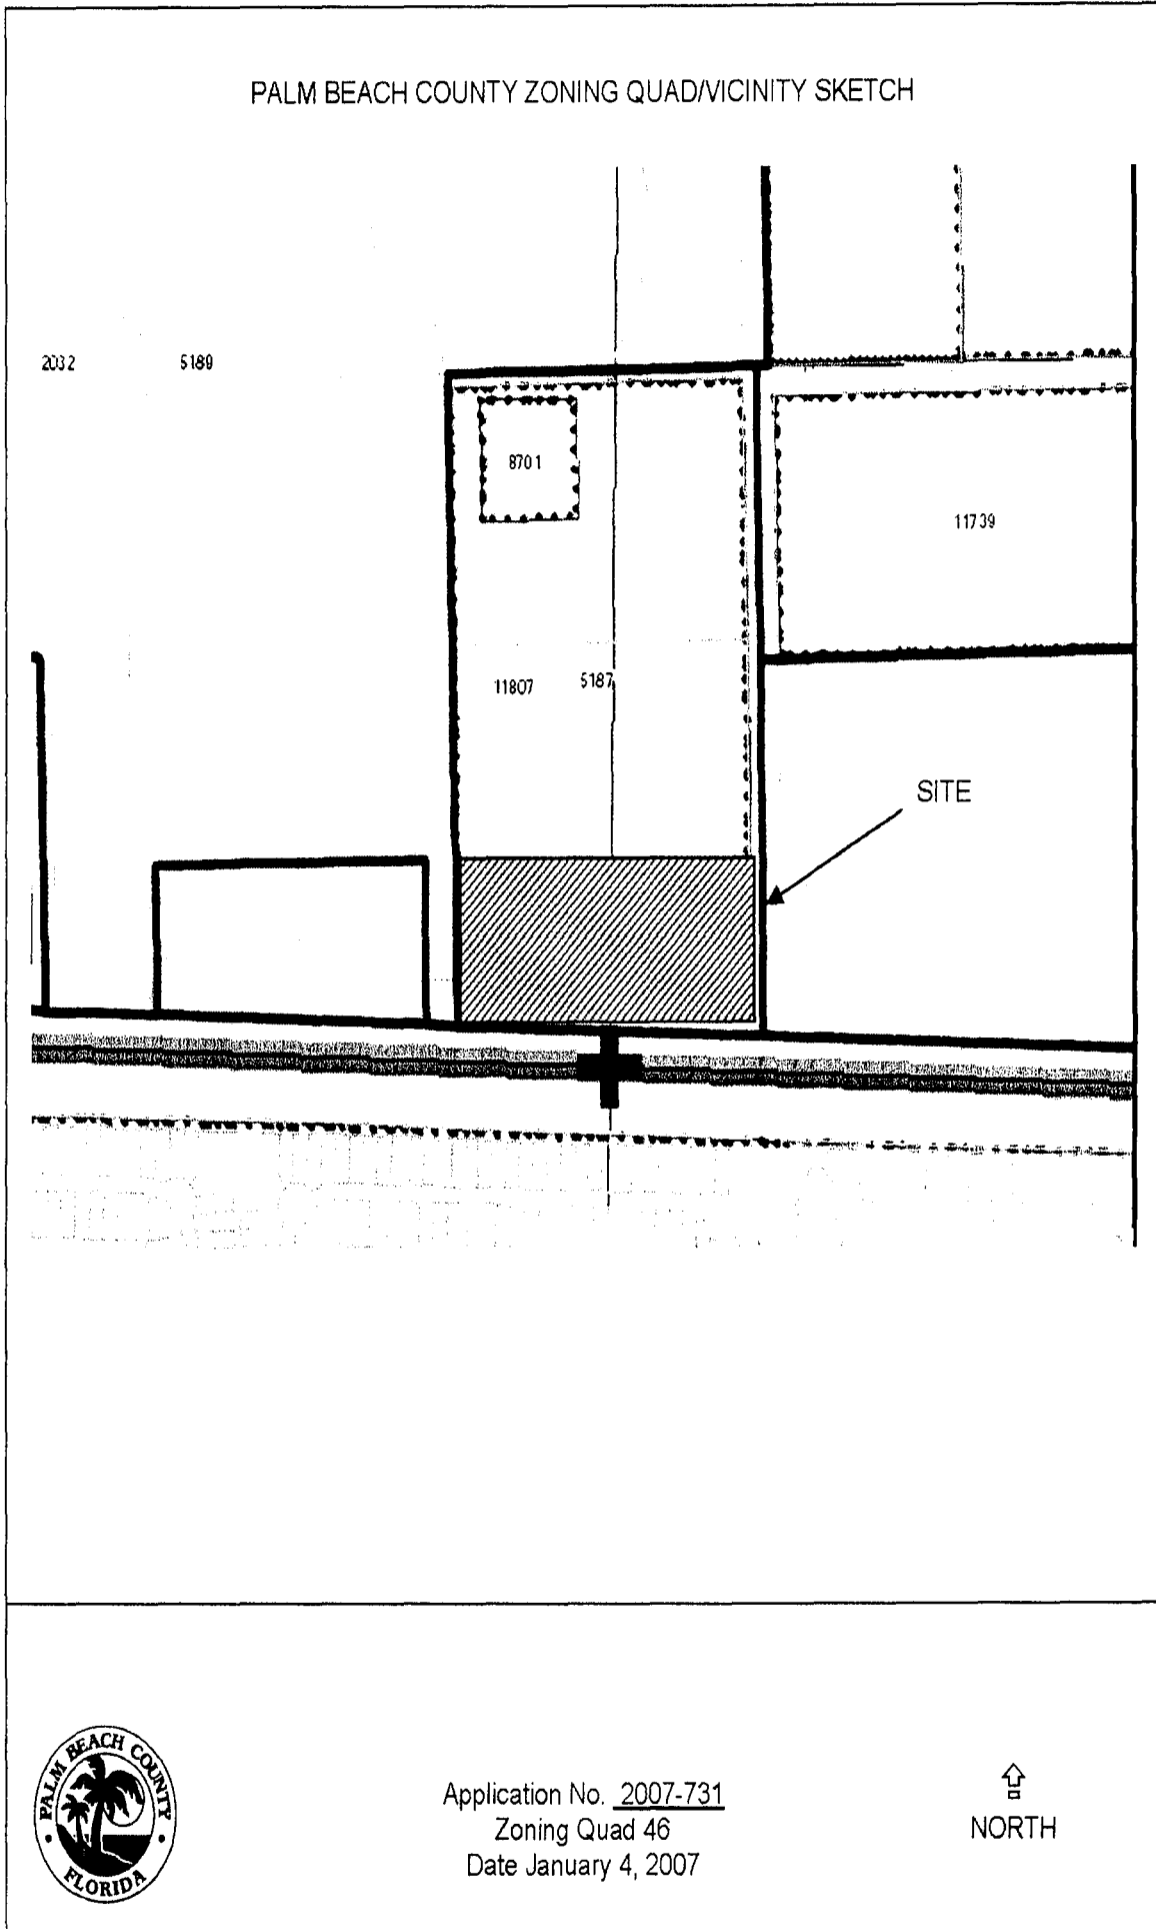 PALM BEACH COUNTY ZONING QUAD/VICINITY SKETCH
2032 5189
8701
11739
11807 5187
SITE
PALM BEACH COUNTY
FLORIDA
Application No. 2007-731
Zoning Quad 46
Date January 4, 2007
NORTH